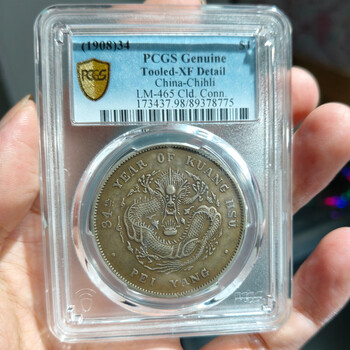 (1908)34 $1
PCGS Genuine
Tooled-XF Detail
China-Chihli
LM-465 Cld. Conn.
173437.98/89378775
PCGS
34th YEAR OF KUANG HSU
PEI YANG